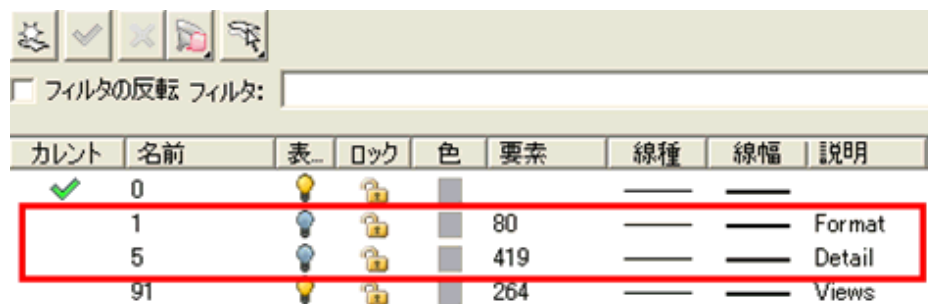 フィルタの反転 フィルタ:
カレント 名前 表... ロック 色 要素 線種 線幅 説明
0
1 80 Format
5 419 Detail
91 264 Views